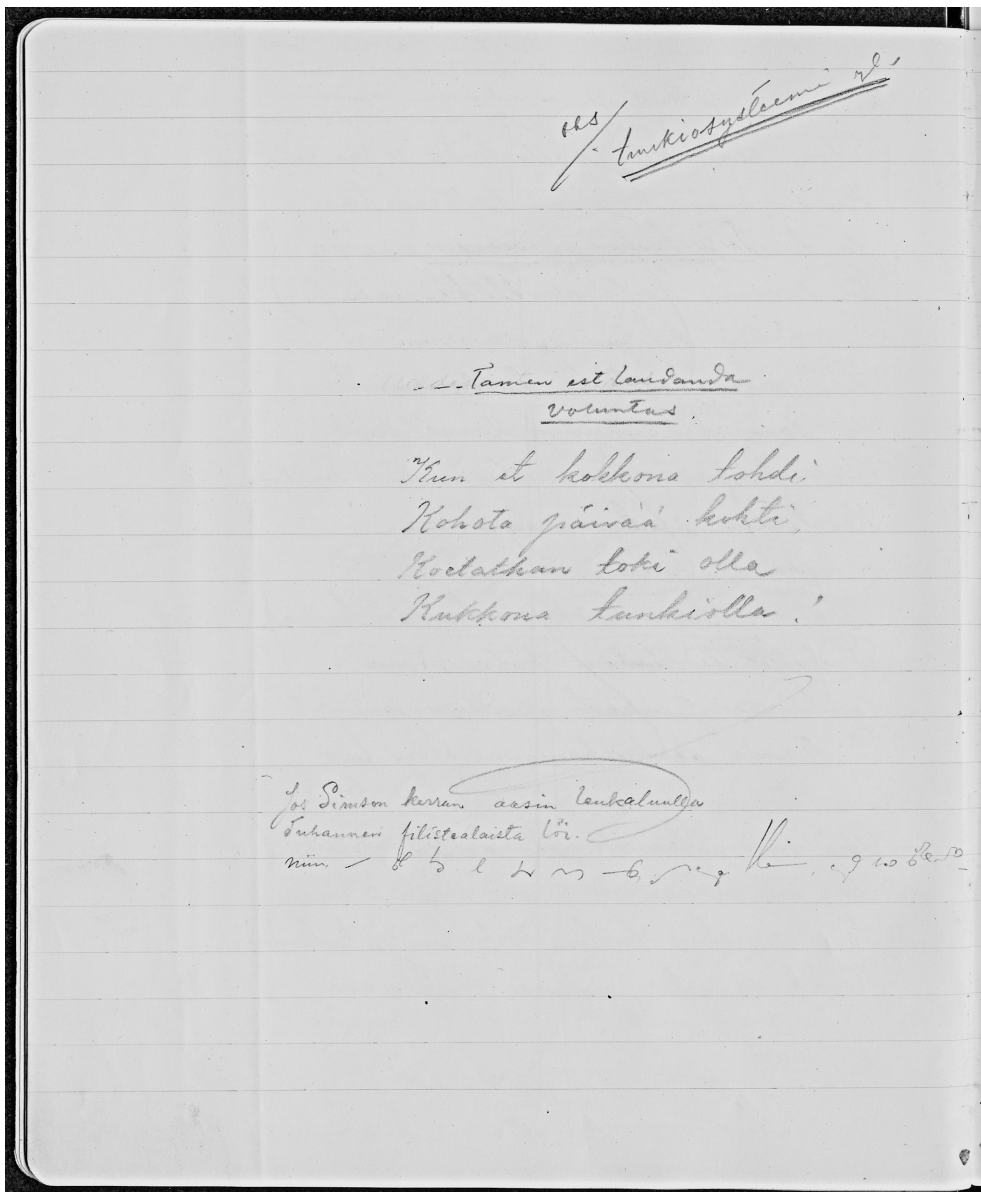 tunkiosysteemi
- - - Tamen est laudanda
voluntas.
Kun et kokkona tohdi
Kohota päivää kohti,
Koetathan toki olla
Kukkona tunkiolla!
Jos Simson kerran aasin leukaluulla
Tuhannen filistealaista löi.
niin –